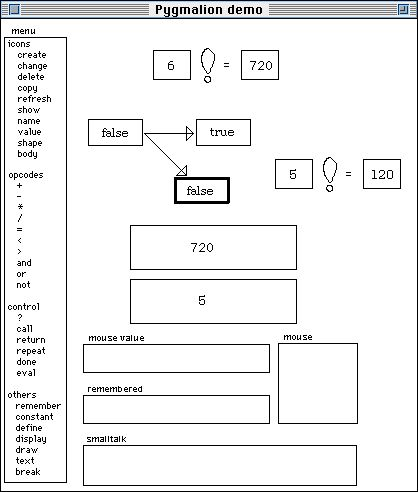 Pygmalion demo
menu
icons
create
change
delete
copy
refresh
show
name
value
shape
body
opcodes
+
-
*
/
=
<
>
and
or
not
control
?
call
return
repeat
done
eval
others
remember
constant
define
display
draw
text
break
6 ! = 720
false true
false
5 ! = 120
720
5
mouse value
mouse
remembered
smalltalk